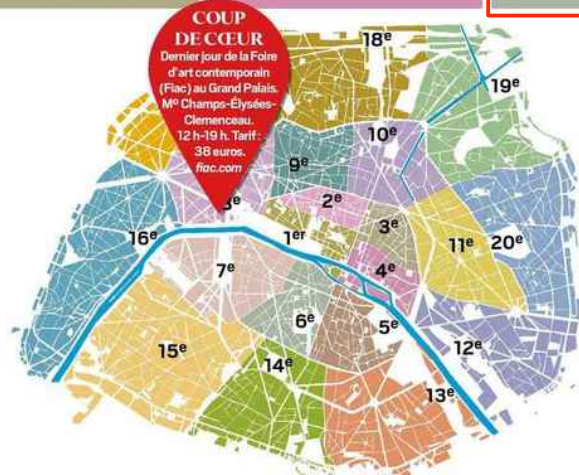 COUP
DE CŒUR
Dernier jour de la Foire
d'art contemporain
(Fiac) au Grand Palais.
M° Champs-Élysées-
Clemenceau.
12 h-19 h. Tarif :
38 euros.
fiac.com
18e
19e
10e
9e
2e
8e
3e
1er
16e
11e
20e
7e
4e
6e
5e
15e
12e
14e
13e